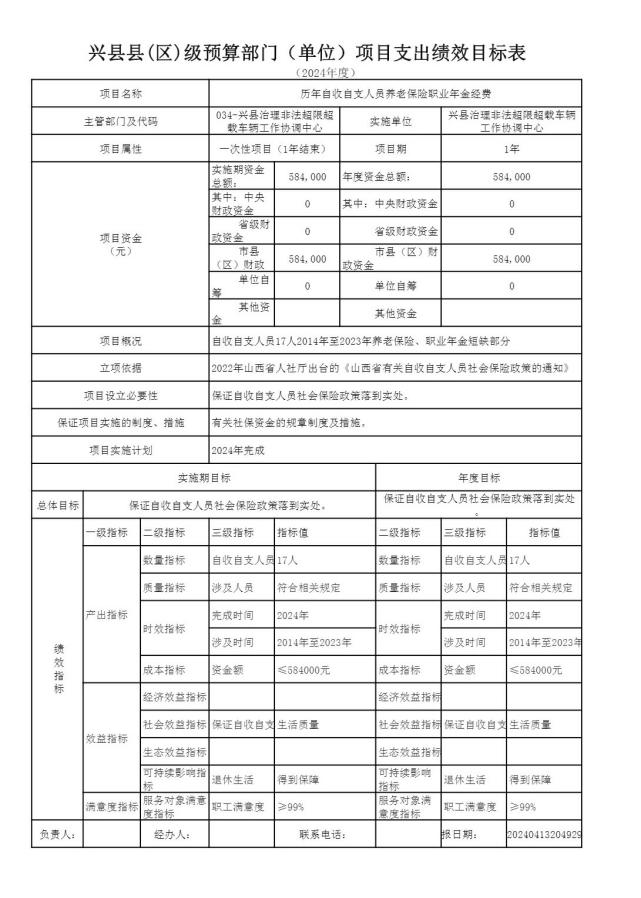 兴县县(区)级预算部门（单位）项目支出绩效目标表
（2024年度）
项目名称 历年自收自支人员养老保险职业年金经费
主管部门及代码 034-兴县治理非法超限超载车辆工作协调中心 实施单位 兴县治理非法超限超载车辆工作协调中心
项目属性 一次性项目（1年结束） 项目期 1年
项目资金（元） 实施期资金总额： 584,000 年度资金总额： 584,000
其中：中央财政资金 0 其中：中央财政资金 0
省级财政资金 0 省级财政资金 0
市县（区）财政 584,000 市县（区）财政资金 584,000
单位自筹 0 单位自筹 0
其他资金 其他资金
项目概况 自收自支人员17人2014年至2023年养老保险、职业年金短缺部分
立项依据 2022年山西省人社厅出台的《山西省有关自收自支人员社会保险政策的通知》
项目设立必要性 保证自收自支人员社会保险政策落到实处。
保证项目实施的制度、措施 有关社保资金的规章制度及措施。
项目实施计划 2024年完成
实施期目标 年度目标
总体目标 保证自收自支人员社会保险政策落到实处。 保证自收自支人员社会保险政策落到实处。
绩效指标 一级指标 二级指标 三级指标 指标值 二级指标 三级指标 指标值
产出指标 数量指标 自收自支人员 17人 数量指标 自收自支人员 17人
质量指标 涉及人员 符合相关规定 质量指标 涉及人员 符合相关规定
时效指标 完成时间 2024年 时效指标 完成时间 2024年
涉及时间 2014年至2023年 涉及时间 2014年至2023年
成本指标 资金额 ≤584000元 成本指标 资金额 ≤584000元
效益指标 经济效益指标 经济效益指标
社会效益指标 保证自收自支 生活质量 社会效益指标 保证自收自支 生活质量
生态效益指标 生态效益指标
可持续影响指标 退休生活 得到保障 可持续影响指标 退休生活 得到保障
满意度指标 服务对象满意度指标 职工满意度 ≥99% 服务对象满意度指标 职工满意度 ≥99%
负责人： 经办人： 联系电话： 报日期： 20240413204929